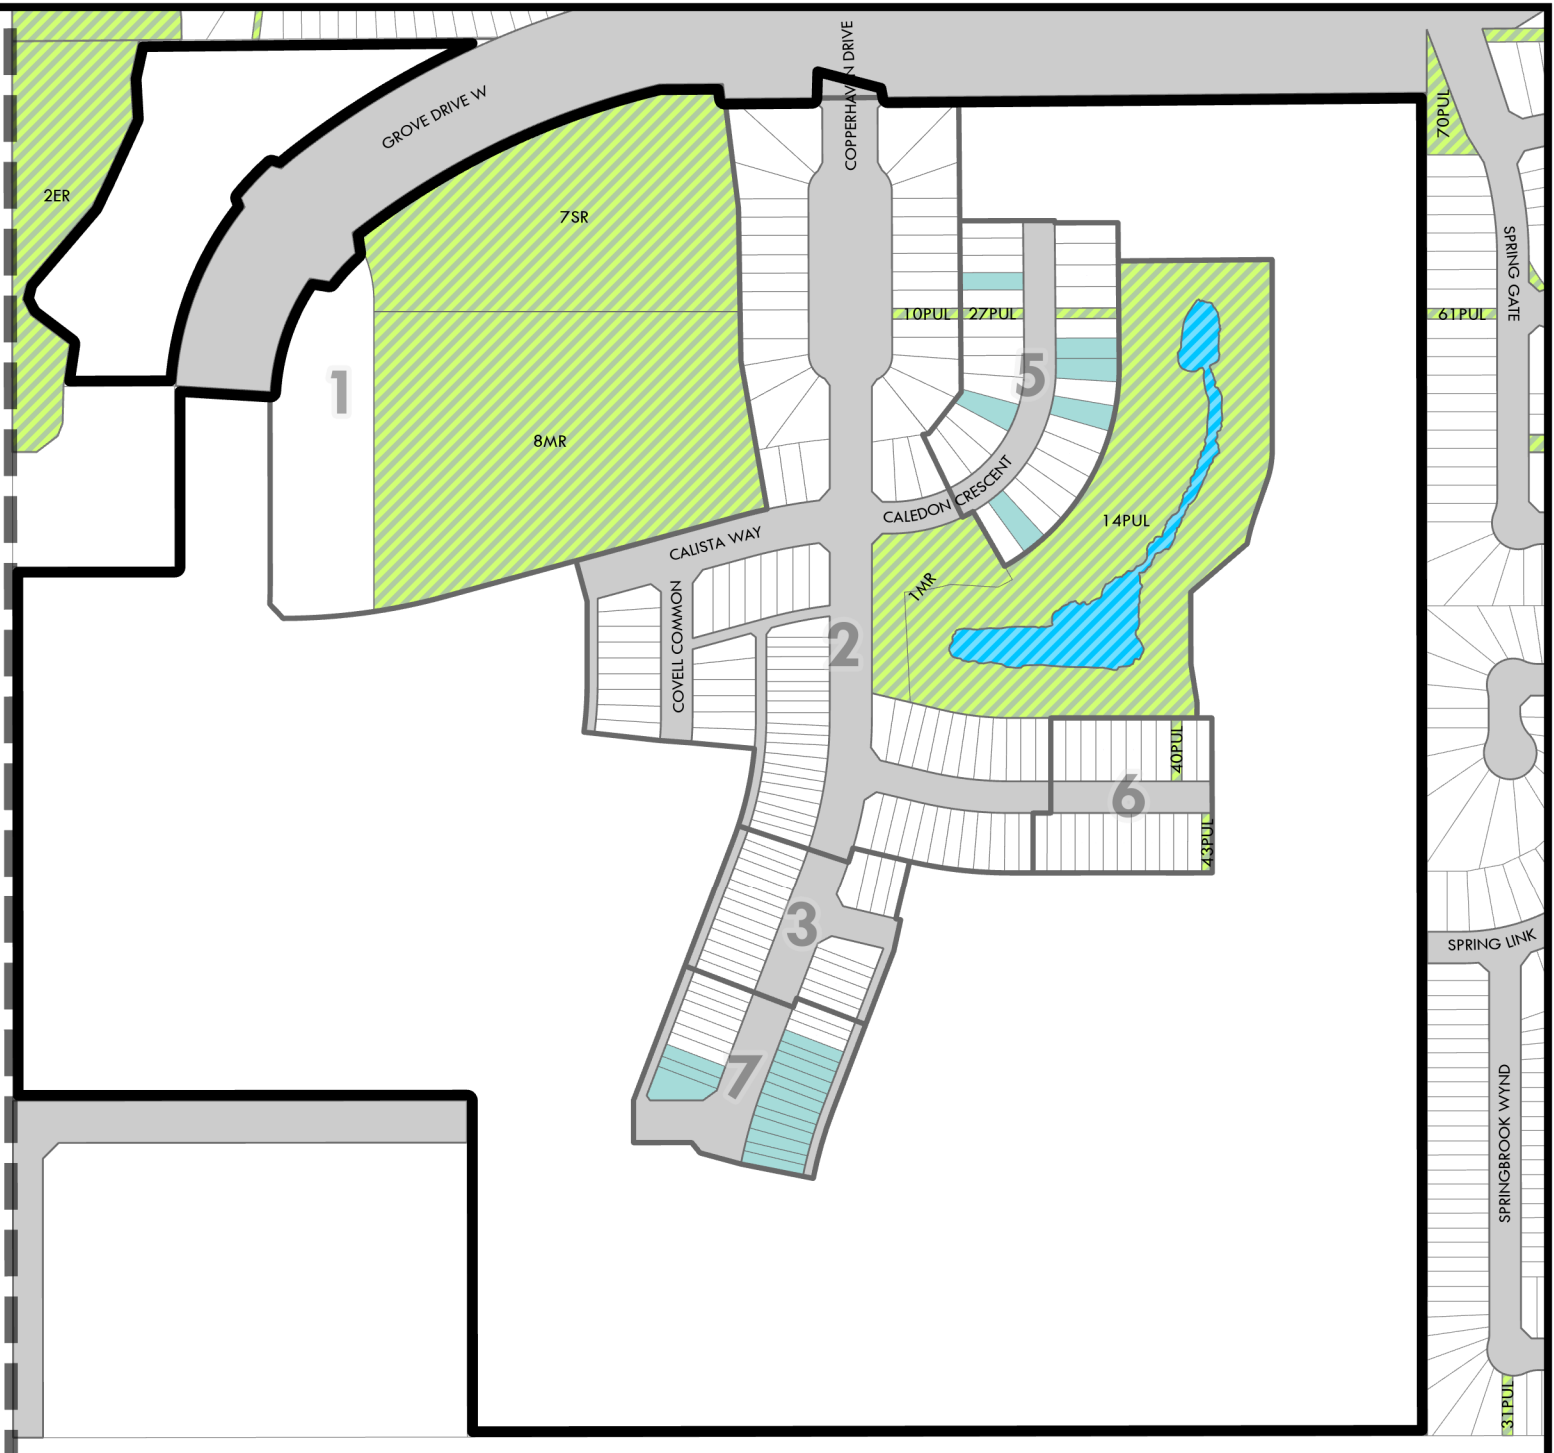 COPPERHAVEN DRIVE
GROVE DRIVE W
70PUL
2ER
7SR
SPRING GATE
10PUL
27PUL
61PUL
5
1
8MR
CALEDON CRESCENT
14PUL
CALISTA WAY
1MR
COVELL COMMON
2
40PUL
6
43PUL
3
SPRING LINK
7
SPRINGBROOK WYND
31PUL